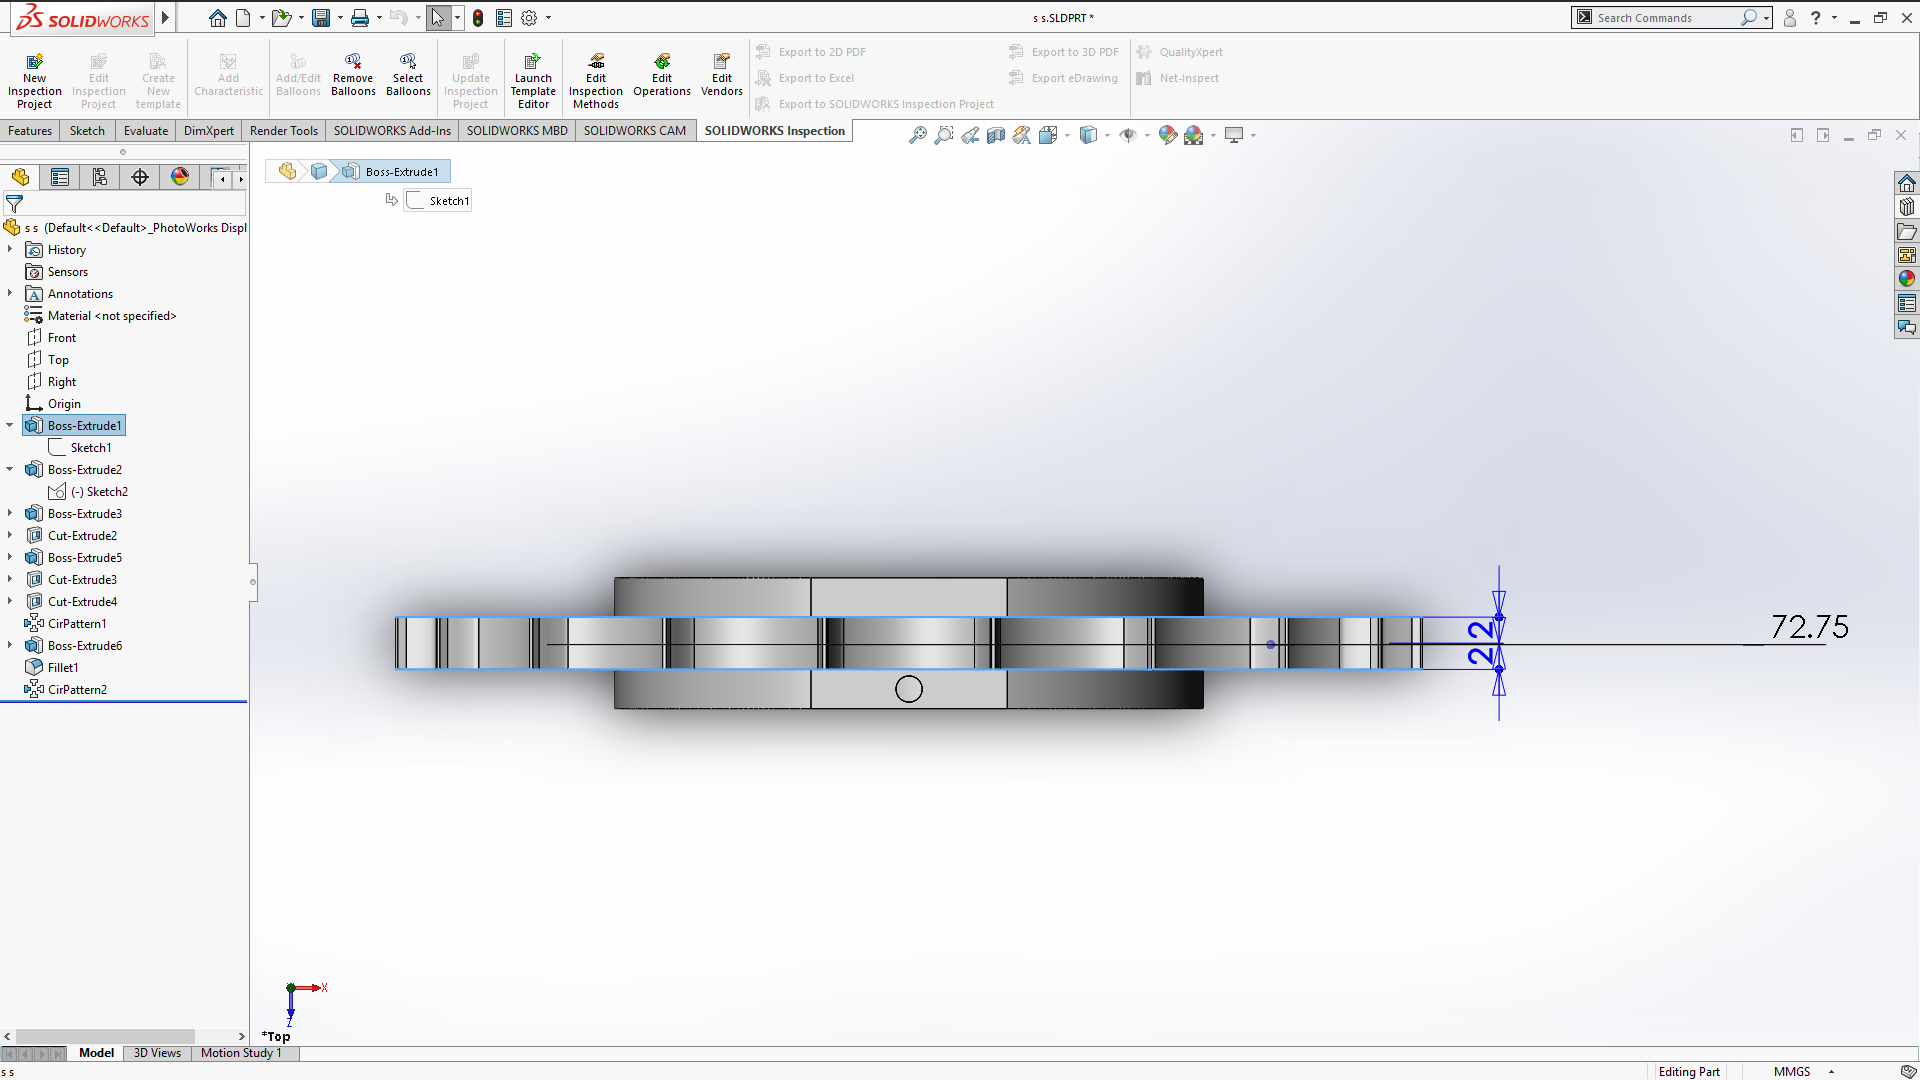 SOLIDWORKS
s s.SLDPRT *
Search Commands
?
New Inspection Project
Edit Inspection Project
Create New template
Add Characteristic
Add/Edit Balloons
Remove Balloons
Select Balloons
Update Inspection Project
Launch Template Editor
Edit Inspection Methods
Edit Operations
Edit Vendors
Export to 2D PDF
Export to Excel
Export to SOLIDWORKS Inspection Project
Export to 3D PDF
Export eDrawing
QualityXpert
Net-Inspect
Features
Sketch
Evaluate
DimXpert
Render Tools
SOLIDWORKS Add-Ins
SOLIDWORKS MBD
SOLIDWORKS CAM
SOLIDWORKS Inspection
Boss-Extrude1
Sketch1
s s (Default<<Default>_PhotoWorks Displ
History
Sensors
Annotations
Material <not specified>
Front
Top
Right
Origin
Boss-Extrude1
Sketch1
Boss-Extrude2
(-) Sketch2
Boss-Extrude3
Cut-Extrude2
Boss-Extrude5
Cut-Extrude3
Cut-Extrude4
CirPattern1
Boss-Extrude6
Fillet1
CirPattern2
2
2
72.75
X
Z
*Top
Model
3D Views
Motion Study 1
s s
Editing Part
MMGS